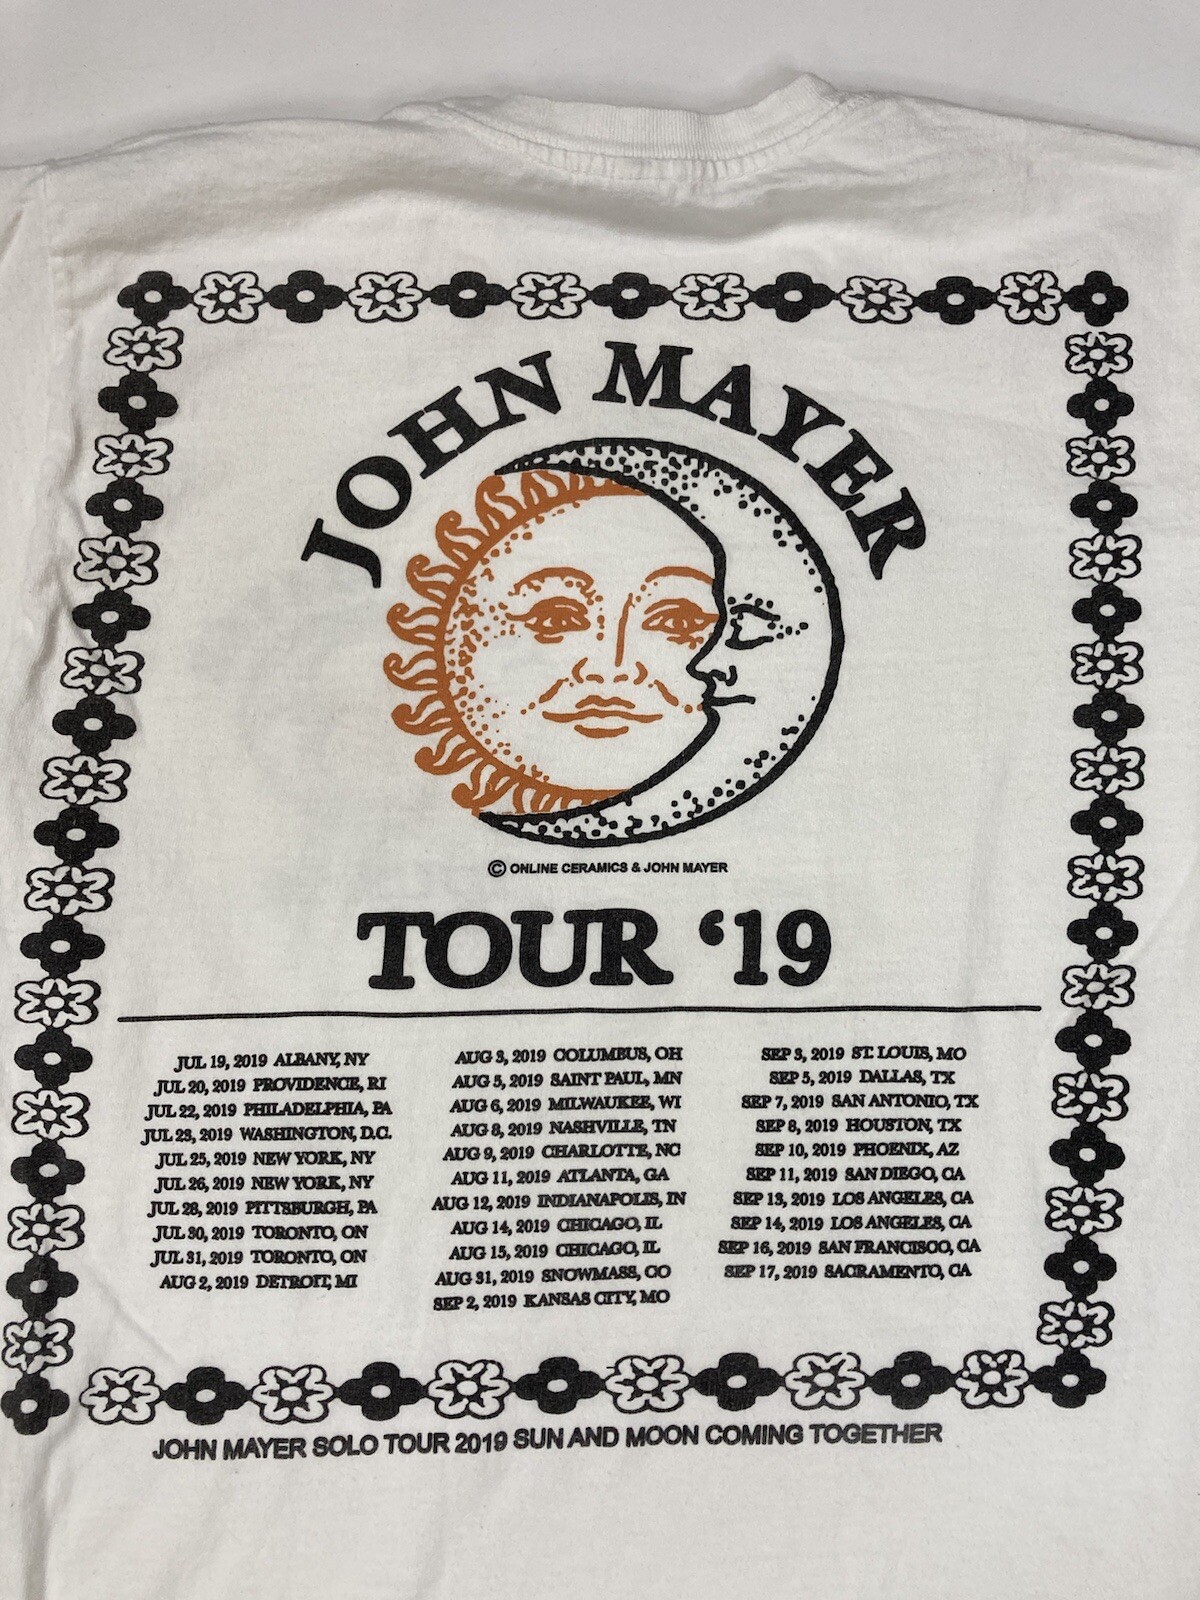 JOHN MAYER
© ONLINE CERAMICS & JOHN MAYER
TOUR ‘19
JUL 19, 2019 ALBANY, NY
JUL 20, 2019 PROVIDENCE, RI
JUL 22, 2019 PHILADELPHIA, PA
JUL 23, 2019 WASHINGTON, D.C.
JUL 25, 2019 NEW YORK, NY
JUL 26, 2019 NEW YORK, NY
JUL 28, 2019 PITTSBURGH, PA
JUL 30, 2019 TORONTO, ON
JUL 31, 2019 TORONTO, ON
AUG 2, 2019 DETROIT, MI
AUG 3, 2019 COLUMBUS, OH
AUG 5, 2019 SAINT PAUL, MN
AUG 6, 2019 MILWAUKEE, WI
AUG 8, 2019 NASHVILLE, TN
AUG 9, 2019 CHARLOTTE, NC
AUG 11, 2019 ATLANTA, GA
AUG 12, 2019 INDIANAPOLIS, IN
AUG 14, 2019 CHICAGO, IL
AUG 15, 2019 CHICAGO, IL
AUG 31, 2019 SNOWMASS, CO
SEP 2, 2019 KANSAS CITY, MO
SEP 3, 2019 ST. LOUIS, MO
SEP 5, 2019 DALLAS, TX
SEP 7, 2019 SAN ANTONIO, TX
SEP 8, 2019 HOUSTON, TX
SEP 10, 2019 PHOENIX, AZ
SEP 11, 2019 SAN DIEGO, CA
SEP 13, 2019 LOS ANGELES, CA
SEP 14, 2019 LOS ANGELES, CA
SEP 16, 2019 SAN FRANCISCO, CA
SEP 17, 2019 SACRAMENTO, CA
JOHN MAYER SOLO TOUR 2019 SUN AND MOON COMING TOGETHER